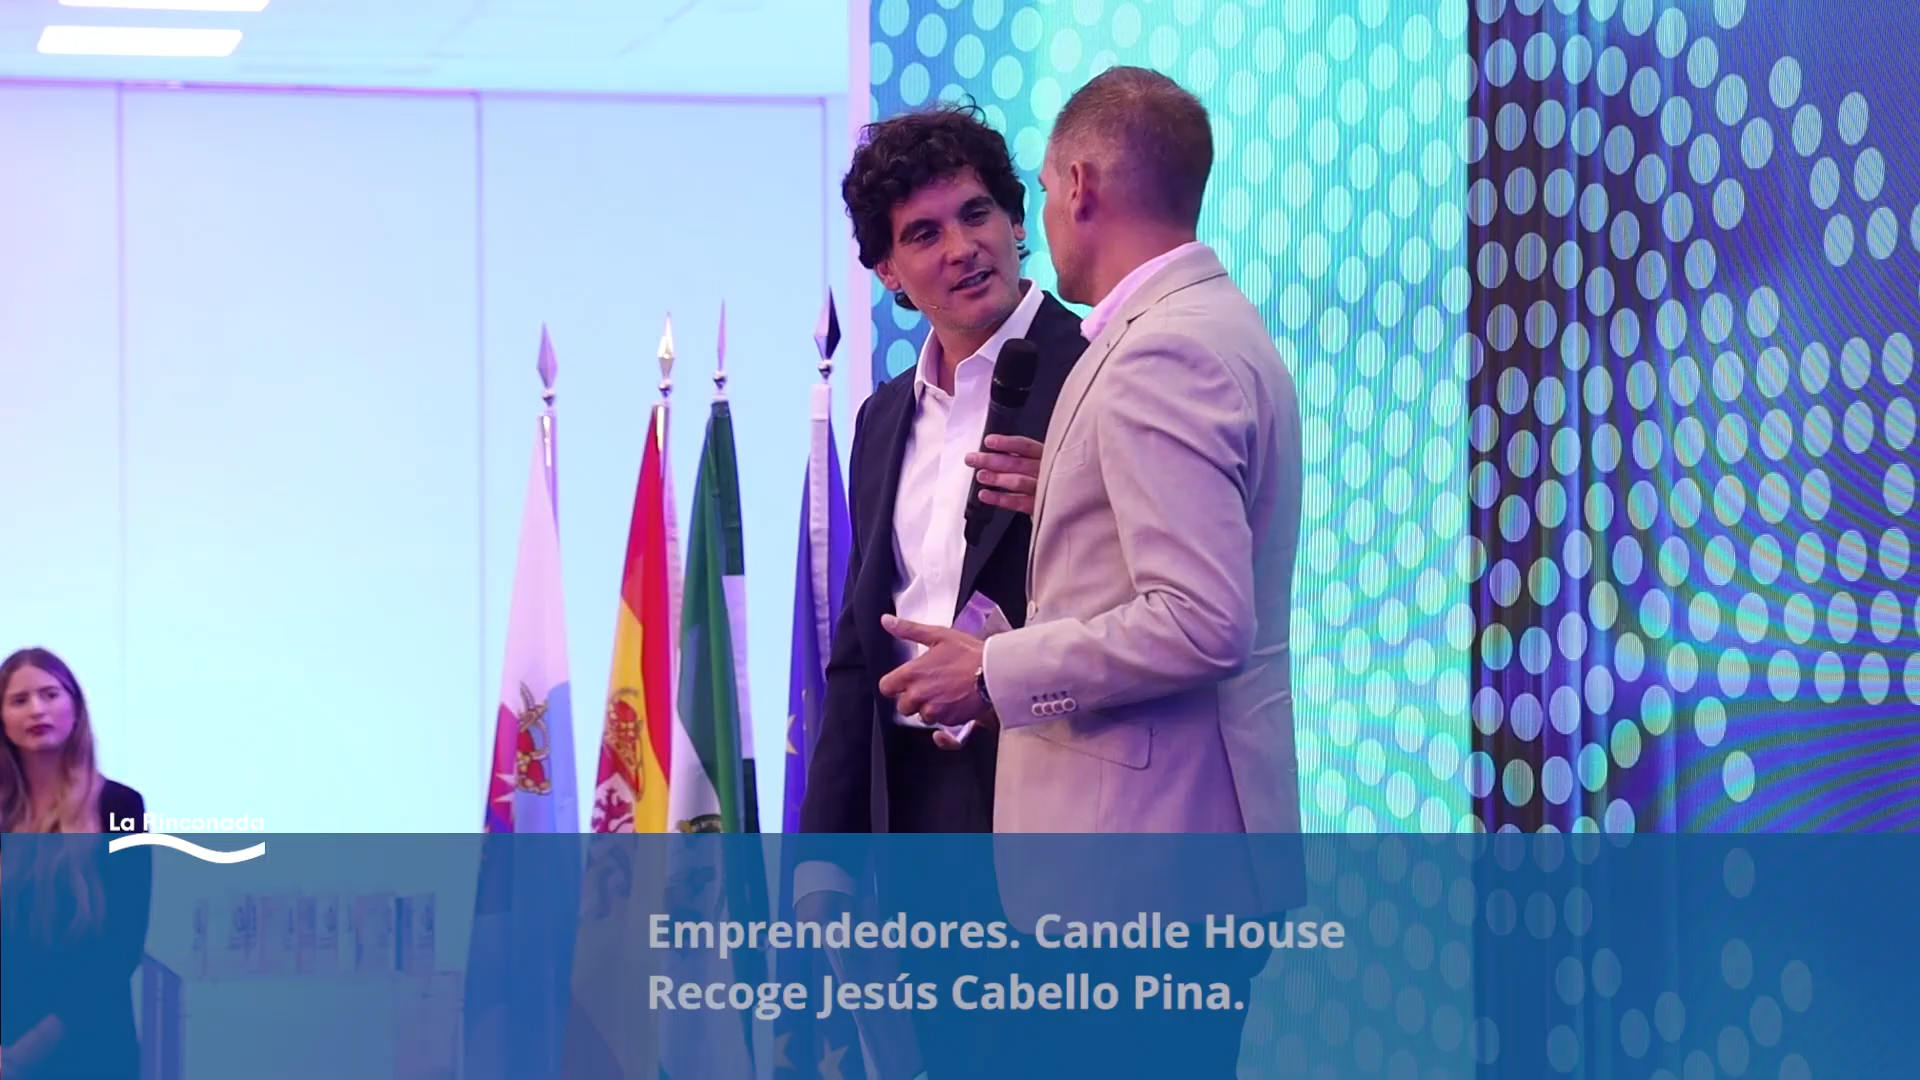 La Rinconada
Emprendedores. Candle House
Recoge Jesús Cabello Pina.